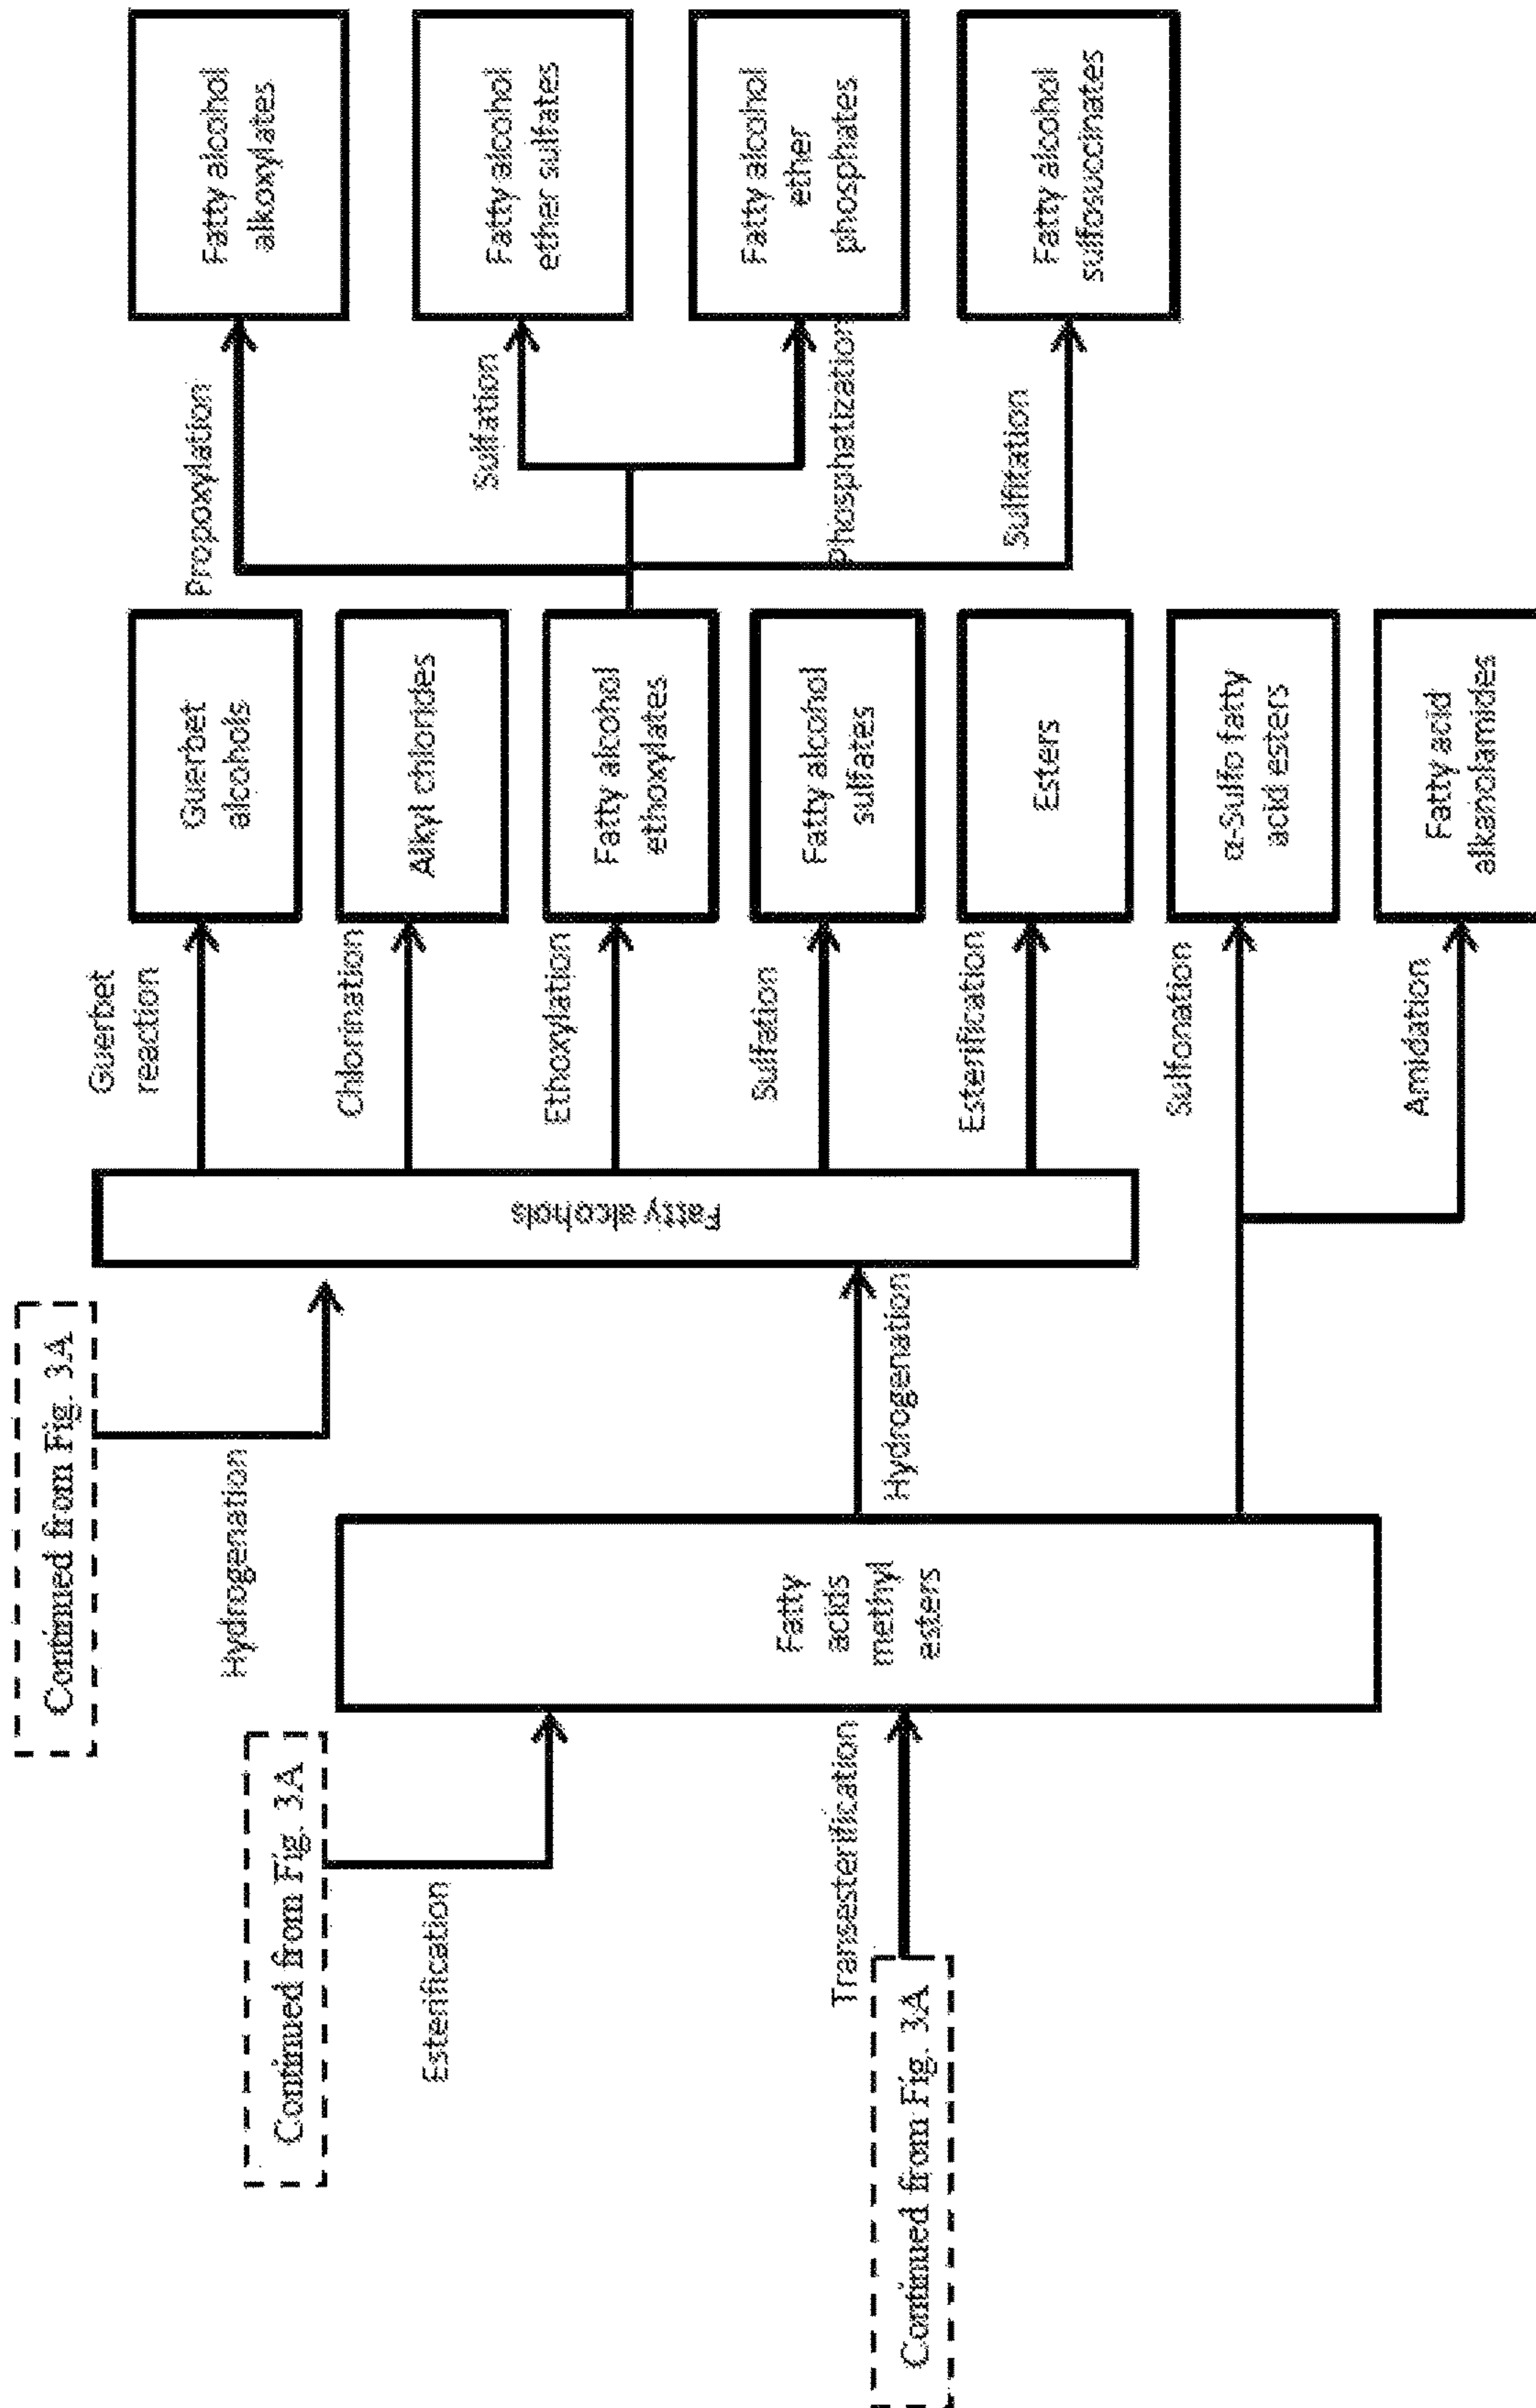 Continued from Fig. 3A
Hydrogenation
Continued from Fig. 3A
Esterification
Transesterification
Continued from Fig. 3A
Fatty
acids
methyl
esters
Hydrogenation
Fatty alcohols
Guerbet
reaction
Chlorination
Ethoxylation
Sulfation
Esterification
Sulfonation
Amidation
Guerbet
alcohols
Alkyl chlorides
Fatty alcohol
ethoxylates
Fatty alcohol
sulfates
Esters
α-Sulfo fatty
acid esters
Fatty acid
alkanolamides
Propoxylation
Sulfation
Phosphatization
Sulfitation
Fatty alcohol
alkoxylates
Fatty alcohol
ether sulfates
Fatty alcohol
ether
phosphates
Fatty alcohol
sulfosuccinates